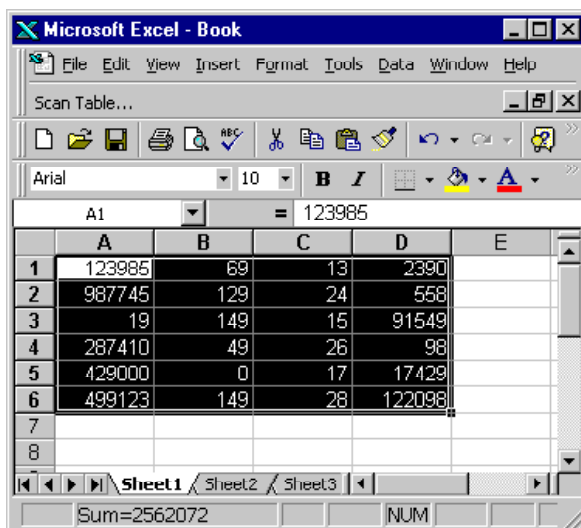 Microsoft Excel - Book
File Edit View Insert Format Tools Data Window Help
Scan Table...
ABC
Arial 10 B I A
A1 = 123985
A B C D E
1 123985 69 13 2390
2 987745 129 24 558
3 19 149 15 91549
4 287410 49 26 98
5 429000 0 17 17429
6 499123 149 28 122098
7
8
Sheet1 Sheet2 Sheet3
Sum=2562072 NUM